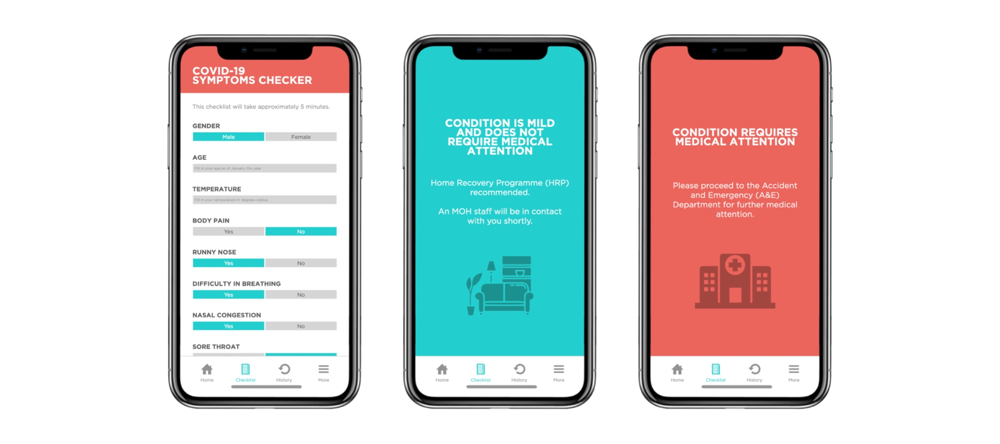 COVID-19
SYMPTOMS CHECKER
This checklist will take approximately 5 minutes.
GENDER
Male Female
AGE
Fill in your age as of January this year
TEMPERATURE
Fill in your temperature in degrees celsius
BODY PAIN
Yes No
RUNNY NOSE
Yes No
DIFFICULTY IN BREATHING
Yes No
NASAL CONGESTION
Yes No
SORE THROAT
Home Checklist History More
CONDITION IS MILD
AND DOES NOT
REQUIRE MEDICAL
ATTENTION
Home Recovery Programme (HRP)
recommended.
An MOH staff will be in contact
with you shortly.
Home Checklist History More
CONDITION REQUIRES
MEDICAL ATTENTION
Please proceed to the Accident
and Emergency (A&E)
Department for further medical
attention.
Home Checklist History More